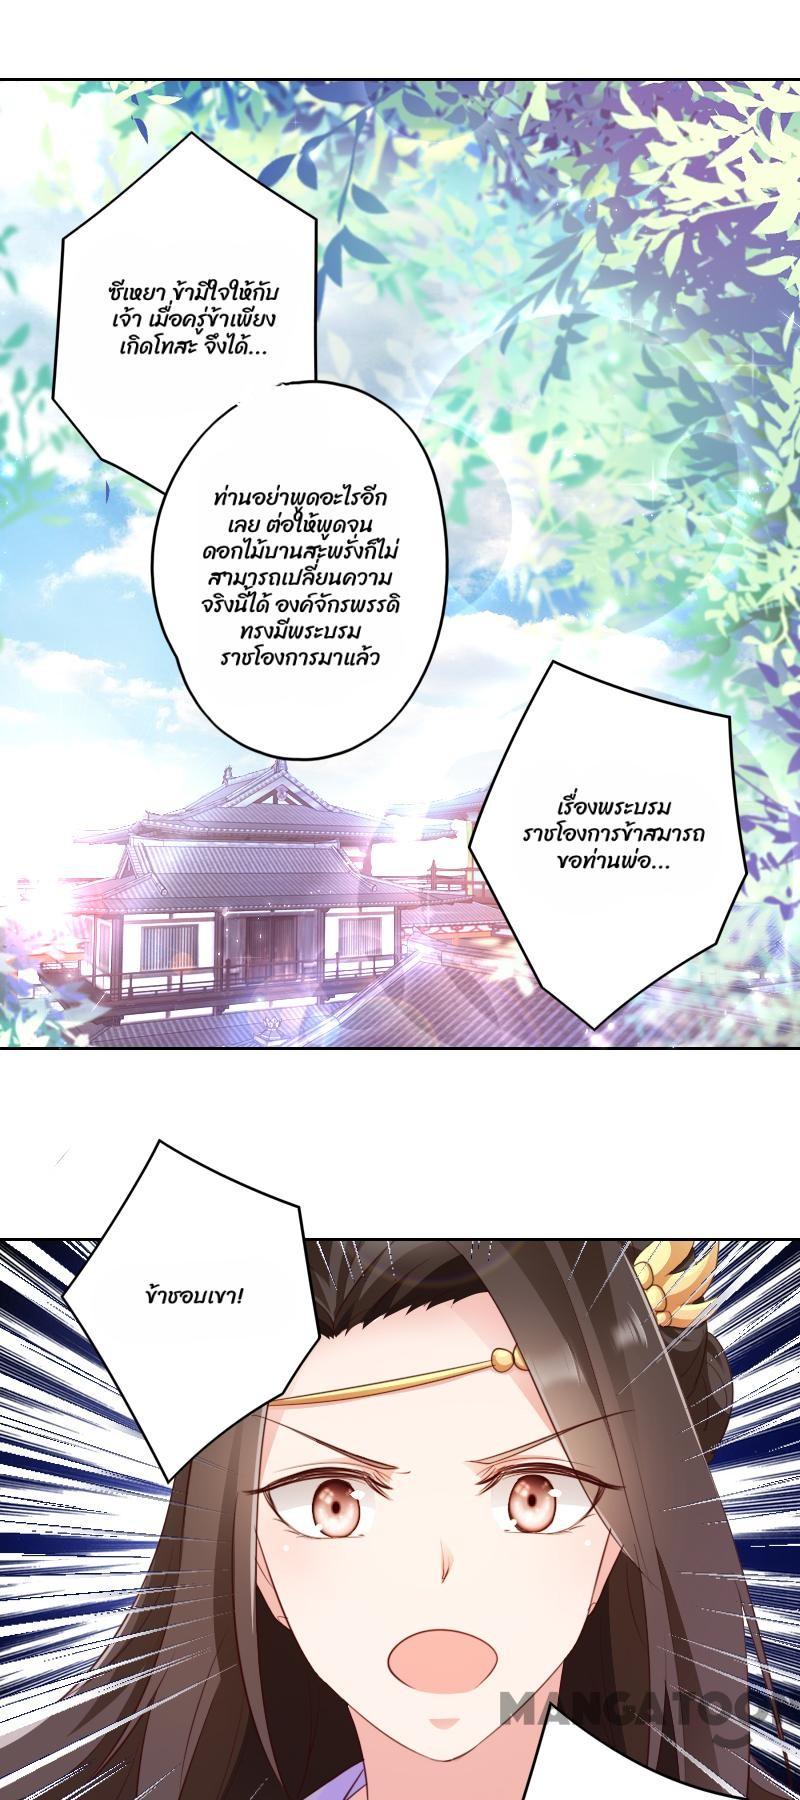 ซีเหยา ข้ามีใจให้กับ
เจ้า เมื่อครู่ข้าเพียง
เกิดโทสะ จึงได้...
ท่านอย่าพูดอะไรอีก
เลย ต่อให้พูดจน
ดอกไม้บานสะพรั่งก็ไม่
สามารถเปลี่ยนความ
จริงนี้ได้ องค์จักรพรรดิ
ทรงมีพระบรม
ราชโองการมาแล้ว
เรื่องพระบรม
ราชโองการข้าสมารถ
ขอท่านพ่อ...
ข้าชอบเขา!
MANGATOON